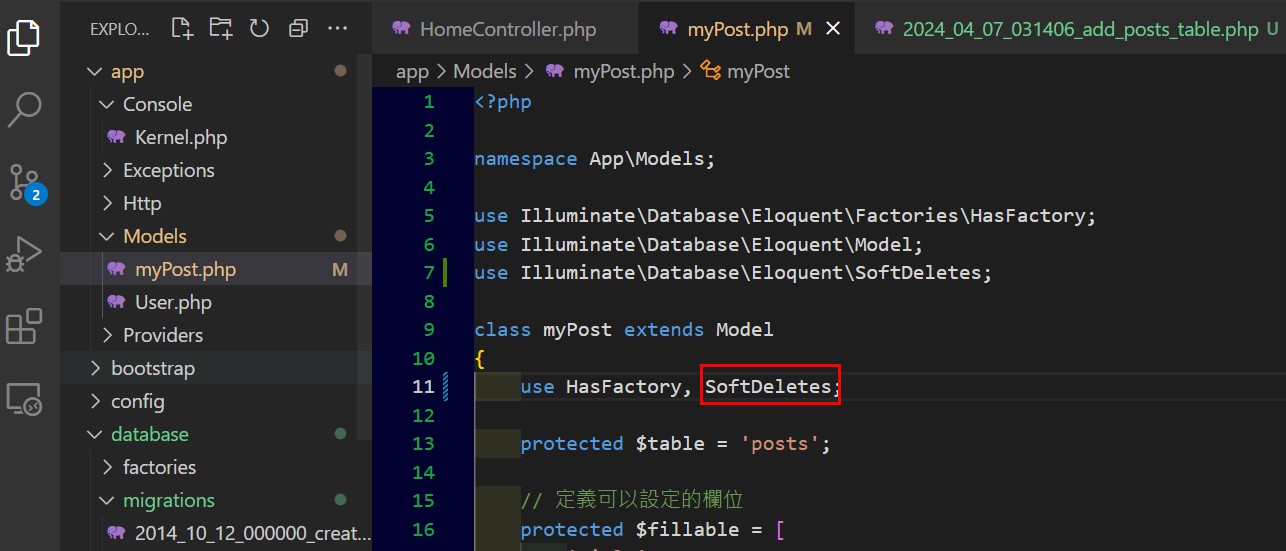 EXPLO...
HomeController.php
myPost.php M
2024_04_07_031406_add_posts_table.php U
app > Models > myPost.php > myPost
app
Console
Kernel.php
Exceptions
Http
Models
myPost.php M
User.php
Providers
bootstrap
config
database
factories
migrations
2014_10_12_000000_creat...
2
1 <?php
2
3 namespace App\Models;
4
5 use Illuminate\Database\Eloquent\Factories\HasFactory;
6 use Illuminate\Database\Eloquent\Model;
7 use Illuminate\Database\Eloquent\SoftDeletes;
8
9 class myPost extends Model
10 {
11 use HasFactory, SoftDeletes;
12
13 protected $table = 'posts';
14
15 // 定義可以設定的欄位
16 protected $fillable = [